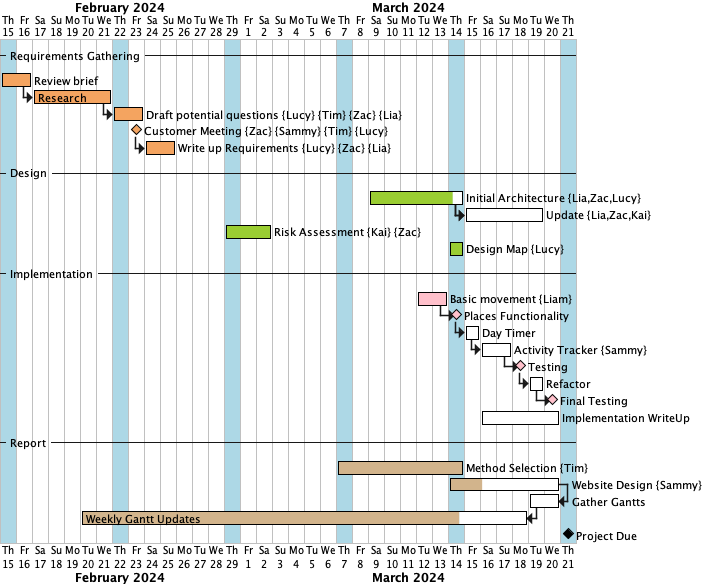 February 2024 March 2024
Th Fr Sa Su Mo Tu We Th Fr Sa Su Mo Tu We Th Fr Sa Su Mo Tu We Th Fr Sa Su Mo Tu We Th Fr Sa Su Mo Tu We Th
15 16 17 18 19 20 21 22 23 24 25 26 27 28 29 1 2 3 4 5 6 7 8 9 10 11 12 13 14 15 16 17 18 19 20 21
Requirements Gathering
Review brief
Research
Draft potential questions {Lucy} {Tim} {Zac} {Lia}
Customer Meeting {Zac} {Sammy} {Tim} {Lucy}
Write up Requirements {Lucy} {Zac} {Lia}
Design
Initial Architecture {Lia,Zac,Lucy}
Update {Lia,Zac,Kai}
Risk Assessment {Kai} {Zac}
Design Map {Lucy}
Implementation
Basic movement {Liam}
Places Functionality
Day Timer
Activity Tracker {Sammy}
Testing
Refactor
Final Testing
Implementation WriteUp
Report
Method Selection {Tim}
Website Design {Sammy}
Gather Gantts
Weekly Gantt Updates
Project Due
Th Fr Sa Su Mo Tu We Th Fr Sa Su Mo Tu We Th Fr Sa Su Mo Tu We Th Fr Sa Su Mo Tu We Th Fr Sa Su Mo Tu We Th
15 16 17 18 19 20 21 22 23 24 25 26 27 28 29 1 2 3 4 5 6 7 8 9 10 11 12 13 14 15 16 17 18 19 20 21
February 2024 March 2024